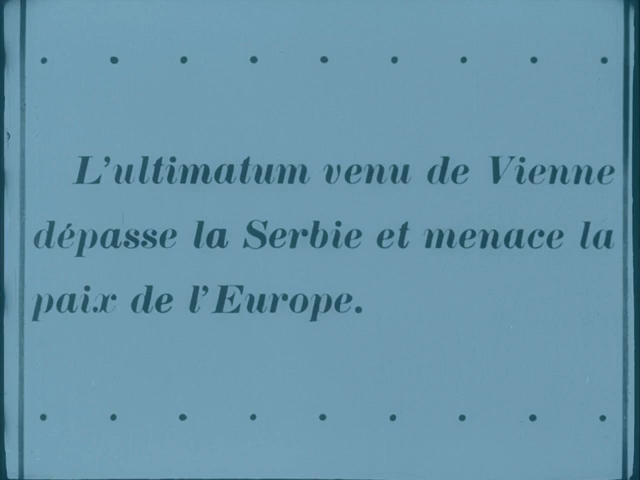 L'ultimatum venu de Vienne
dépasse la Serbie et menace la
paix de l'Europe.